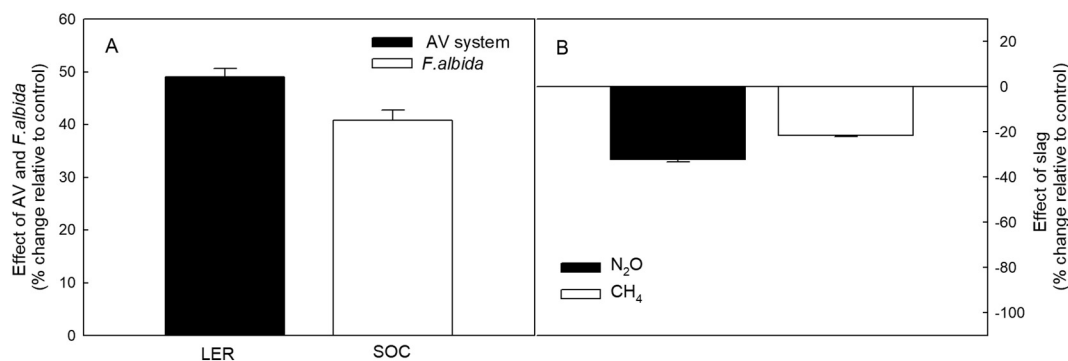 Effect of AV and F.albida
(% change relative to control)
60
50
40
30
20
10
0
A
AV system
F.albida
LER
SOC
B
N₂O
CH₄
20
0
-20
-40
-60
-80
-100
Effect of slag
(% change relative to control)